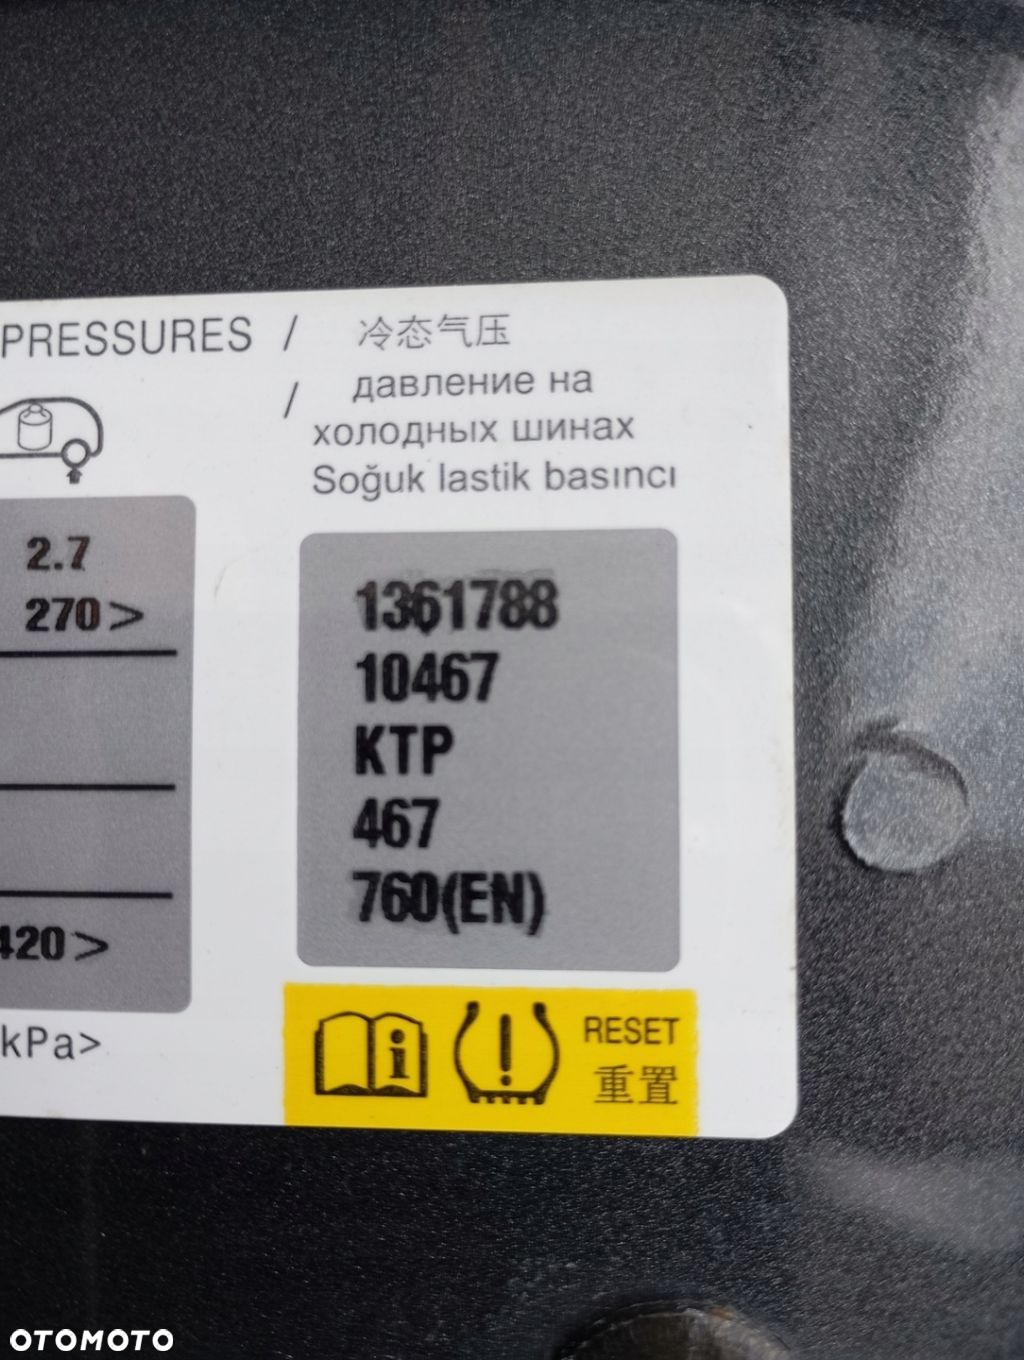 PRESSURES / 冷态气压
/ давление на
холодных шинах
Soğuk lastik basıncı
2.7
270>
420>
kPa>
1361788
10467
KTP
467
760(EN)
RESET
重置
OTOMOTO